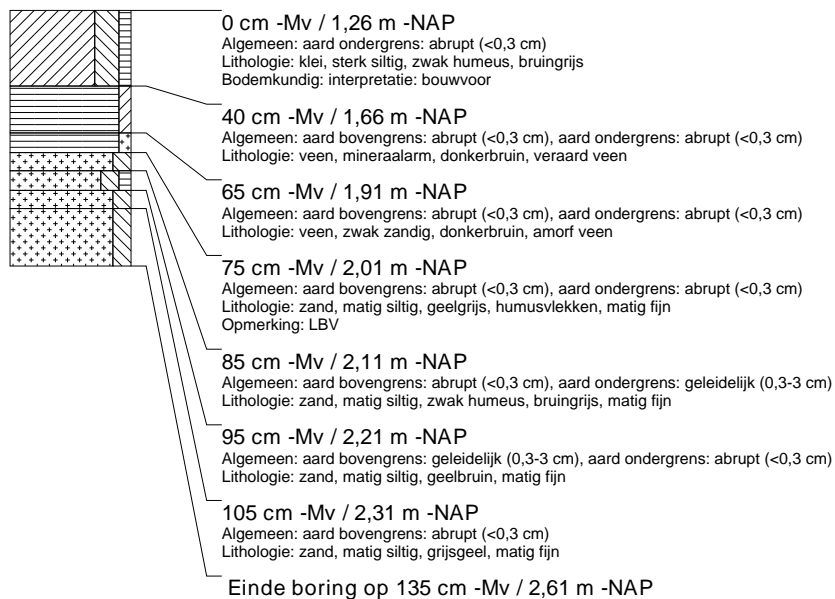 0 cm -Mv / 1,26 m -NAP
Algemeen: aard ondergrens: abrupt (<0,3 cm)
Lithologie: klei, sterk siltig, zwak humeus, bruingrijs
Bodemkundig: interpretatie: bouwvoor
40 cm -Mv / 1,66 m -NAP
Algemeen: aard bovengrens: abrupt (<0,3 cm), aard ondergrens: abrupt (<0,3 cm)
Lithologie: veen, mineraalarm, donkerbruin, veraard veen
65 cm -Mv / 1,91 m -NAP
Algemeen: aard bovengrens: abrupt (<0,3 cm), aard ondergrens: abrupt (<0,3 cm)
Lithologie: veen, zwak zandig, donkerbruin, amorf veen
75 cm -Mv / 2,01 m -NAP
Algemeen: aard bovengrens: abrupt (<0,3 cm), aard ondergrens: abrupt (<0,3 cm)
Lithologie: zand, matig siltig, geelgrijs, humusvlekken, matig fijn
Opmerking: LBV
85 cm -Mv / 2,11 m -NAP
Algemeen: aard bovengrens: abrupt (<0,3 cm), aard ondergrens: geleidelijk (0,3-3 cm)
Lithologie: zand, matig siltig, zwak humeus, bruingrijs, matig fijn
95 cm -Mv / 2,21 m -NAP
Algemeen: aard bovengrens: geleidelijk (0,3-3 cm), aard ondergrens: abrupt (<0,3 cm)
Lithologie: zand, matig siltig, geelbruin, matig fijn
105 cm -Mv / 2,31 m -NAP
Algemeen: aard bovengrens: abrupt (<0,3 cm)
Lithologie: zand, matig siltig, grijsgeel, matig fijn
Einde boring op 135 cm -Mv / 2,61 m -NAP